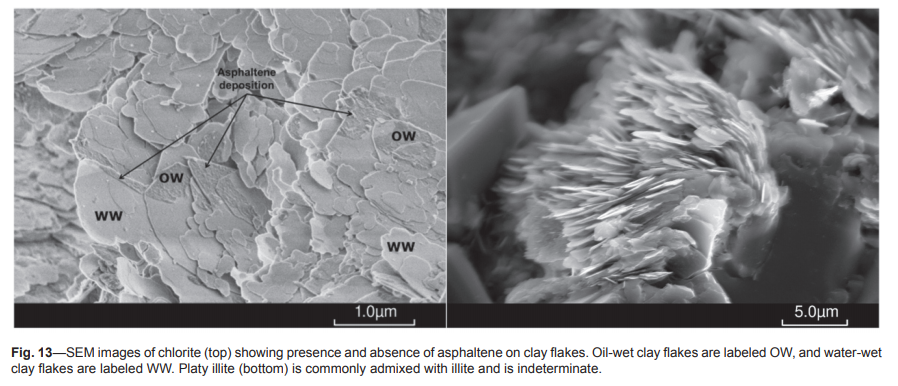 Asphaltene
deposition
OW
OW
WW
WW
1.0µm
5.0µm
Fig. 13—SEM images of chlorite (top) showing presence and absence of asphaltene on clay flakes. Oil-wet clay flakes are labeled OW, and water-wet
clay flakes are labeled WW. Platy illite (bottom) is commonly admixed with illite and is indeterminate.